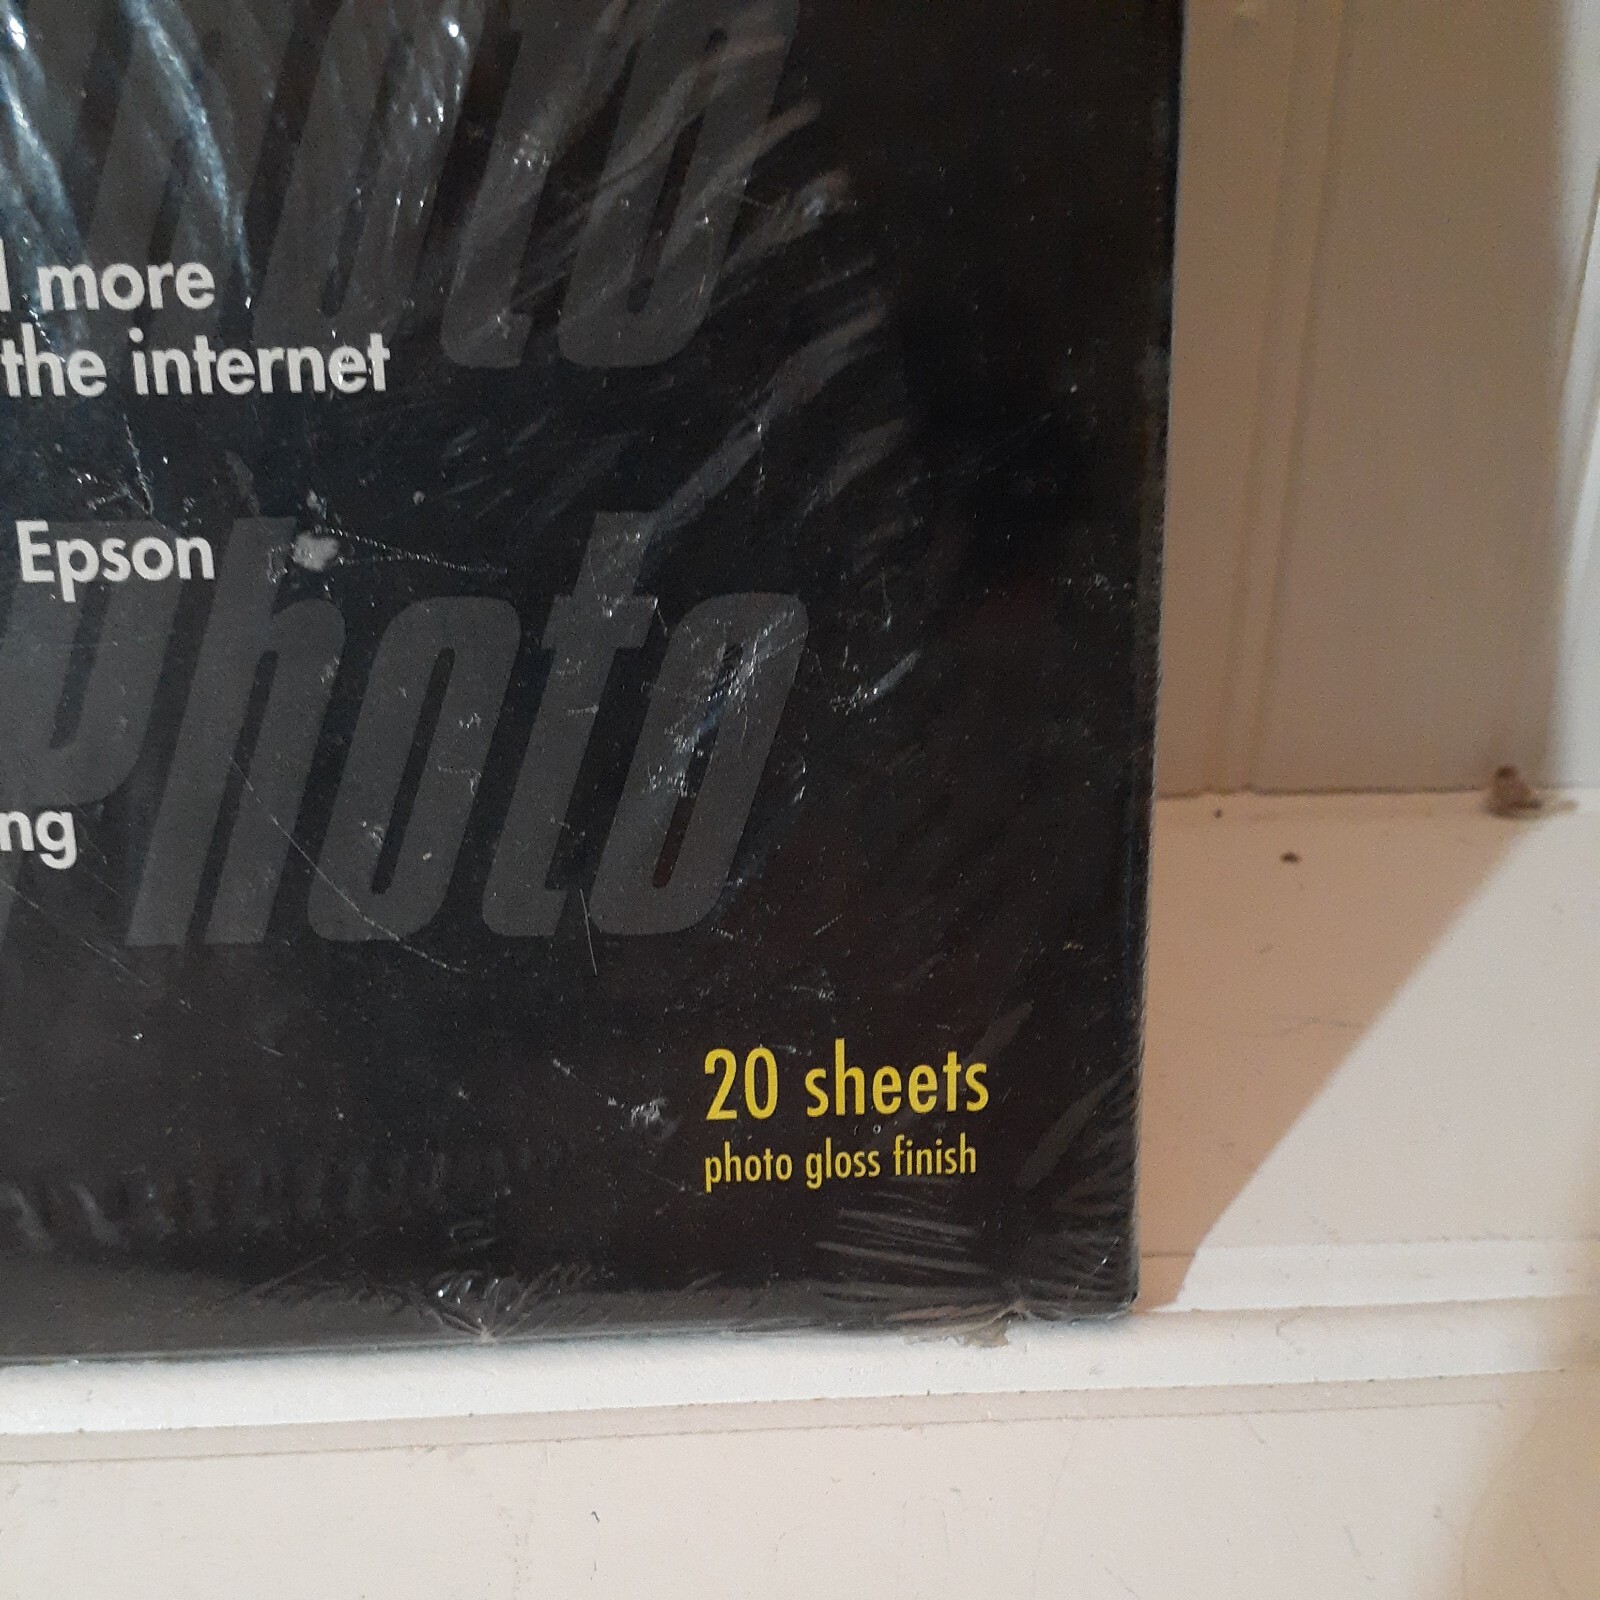 Photo
more
the internet
Epson
Photo
ng
20 sheets
photo gloss finish